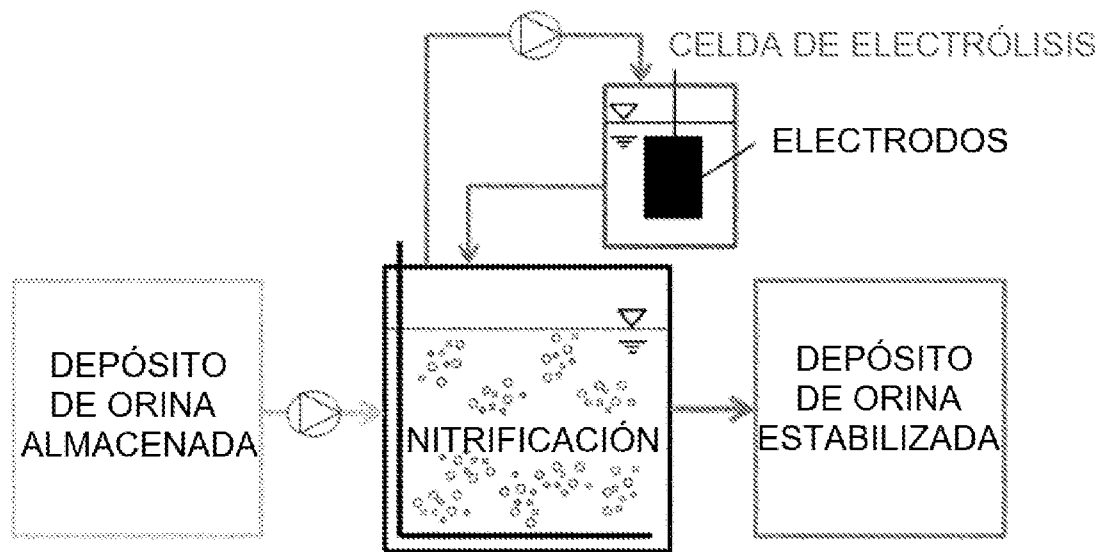 CELDA DE ELECTRÓLISIS
ELECTRODOS
DEPÓSITO
DE ORINA
ALMACENADA
NITRIFICACIÓN
DEPÓSITO
DE ORINA
ESTABILIZADA